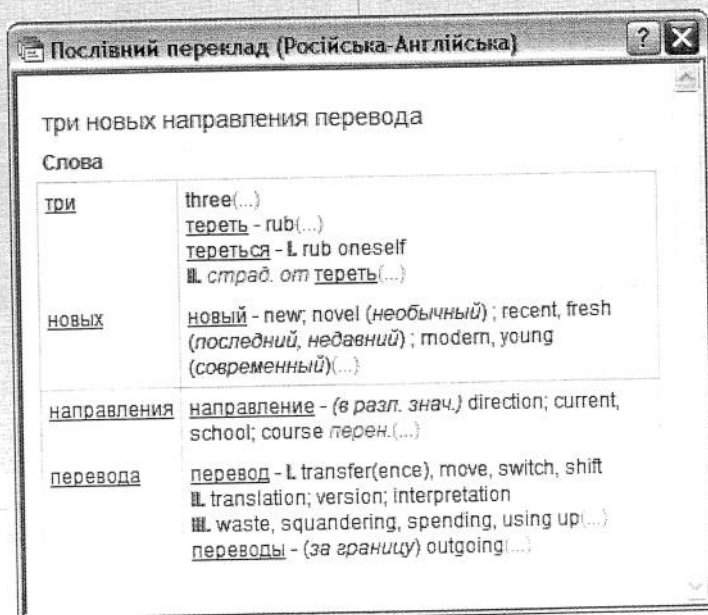 Послівний переклад (Російська-Англійська)
три новых направления перевода
Слова
три three(...)
тереть - rub(...)
тереться - I. rub oneself
II. страд. от тереть(...)
новых новый - new; novel (необычный) ; recent, fresh
(последний, недавний) ; modern, young
(современный)(...)
направления направление - (в разл. знач.) direction; current,
school; course перен.(...)
перевода перевод - I. transfer(ence), move, switch, shift
II. translation; version; interpretation
III. waste, squandering, spending, using up(...)
переводы - (за границу) outgoing(...)